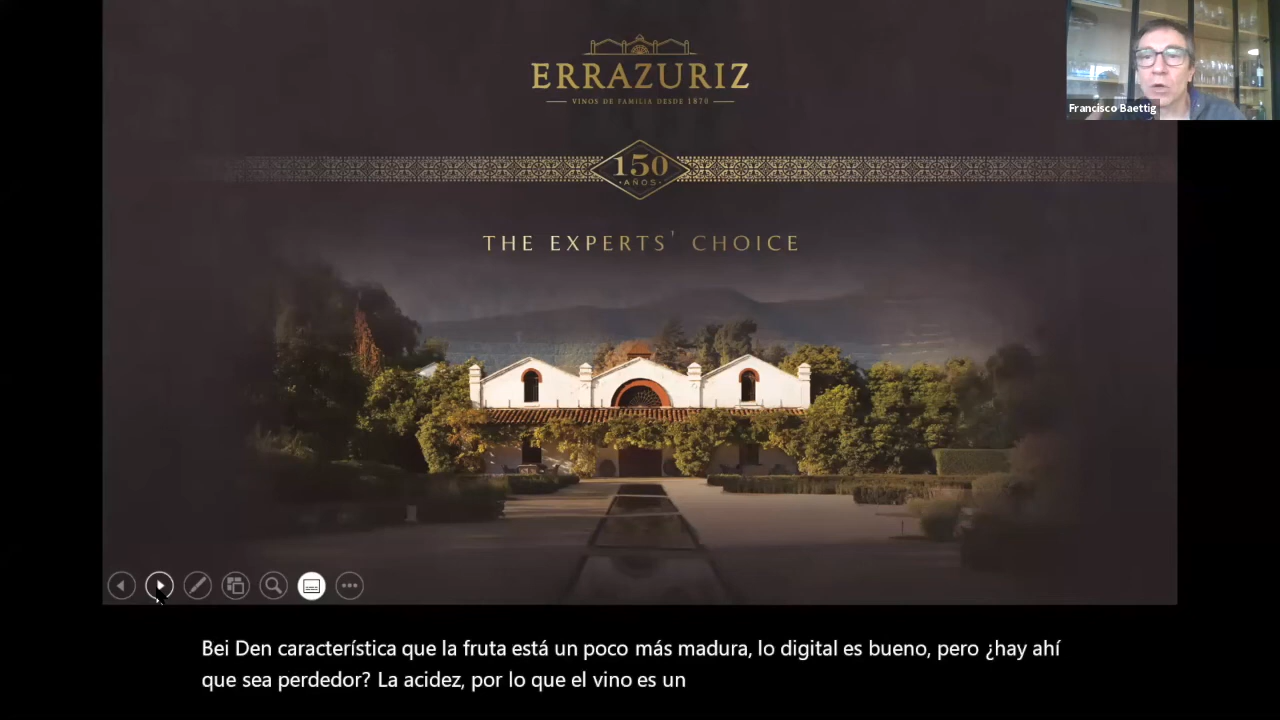 ERRAZURIZ
VINOS DE FAMILIA DESDE 1870
Francisco Baettig
150
AÑOS
THE EXPERTS' CHOICE
Bei Den característica que la fruta está un poco más madura, lo digital es bueno, pero ¿hay ahí
que sea perdedor? La acidez, por lo que el vino es un